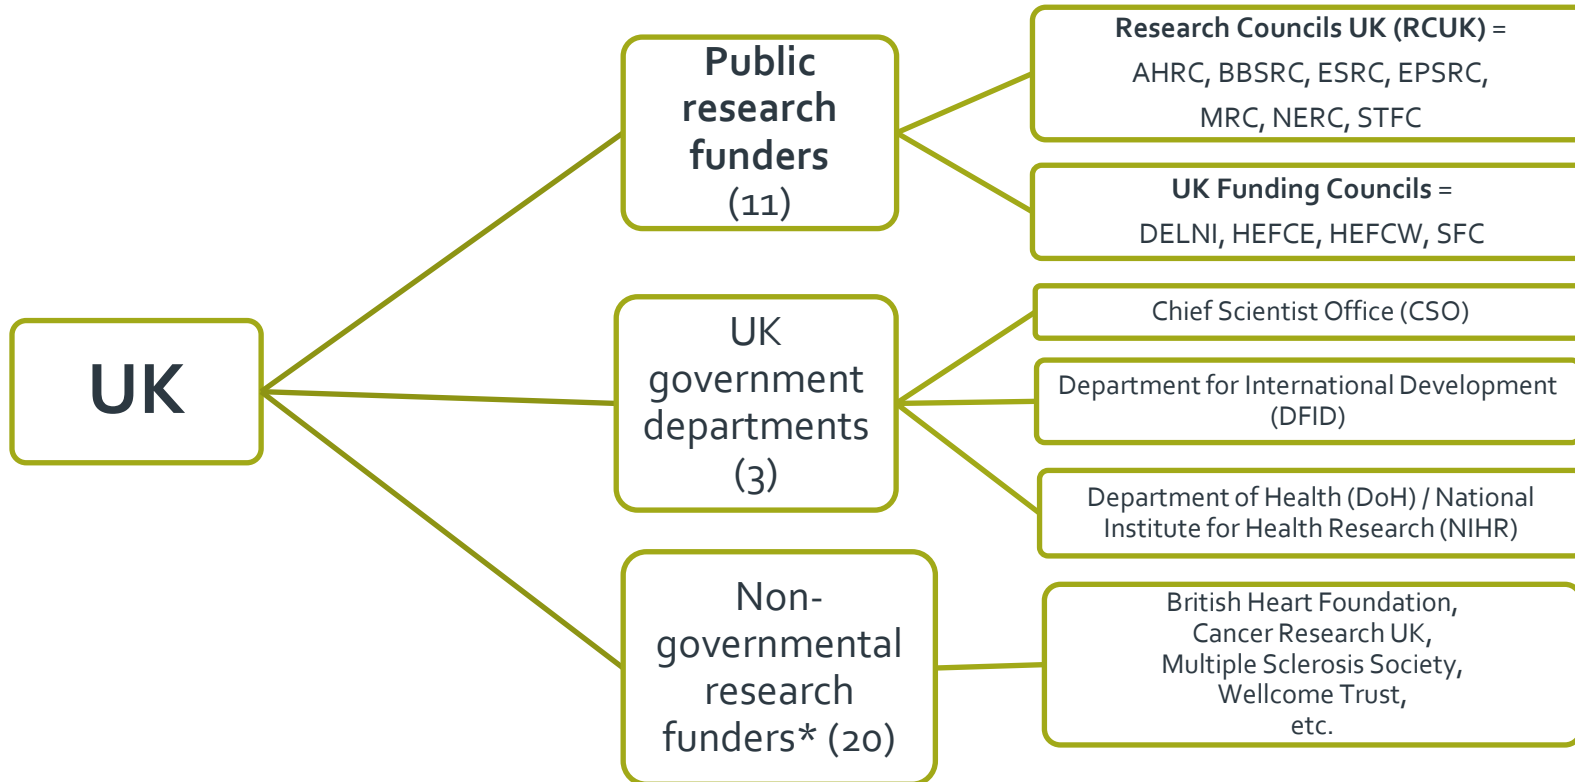 UK
Public
research
funders
(11)
Research Councils UK (RCUK) =
AHRC, BBSRC, ESRC, EPSRC,
MRC, NERC, STFC
UK Funding Councils =
DELNI, HEFCE, HEFCW, SFC
UK
government
departments
(3)
Chief Scientist Office (CSO)
Department for International Development
(DFID)
Department of Health (DoH) / National
Institute for Health Research (NIHR)
Non-
governmental
research
funders* (20)
British Heart Foundation,
Cancer Research UK,
Multiple Sclerosis Society,
Wellcome Trust,
etc.